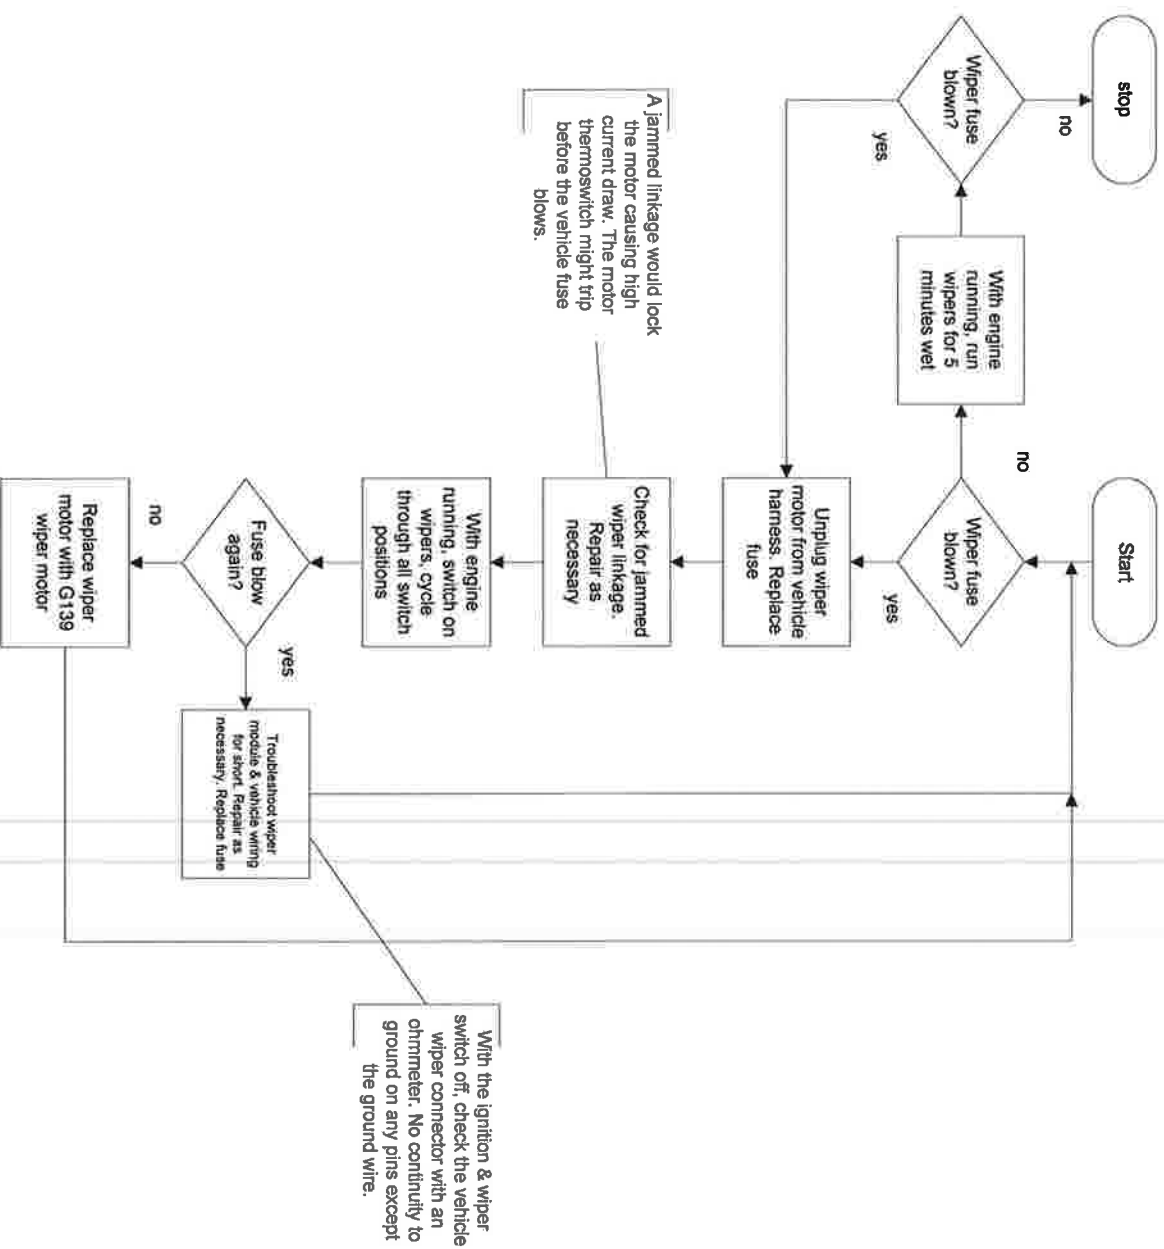 Start
Wiper fuse
blown?
no
yes
With engine
running, run
wipers for 5
minutes wet
Wiper fuse
blown?
no
yes
stop
Unplug wiper
motor from vehicle
harness. Replace
fuse
Check for jammed
wiper linkage.
Repair as
necessary
A jammed linkage would lock
the motor causing high
current draw. The motor
thermoswitch might trip
before the vehicle fuse
blows.
With engine
running, switch on
wipers, cycle
through all switch
positions
Fuse blow
again?
yes
no
Troubleshoot wiper
module & vehicle wiring
for short. Repair as
necessary. Replace fuse
With the ignition & wiper
switch off, check the vehicle
wiper connector with an
ohmmeter. No continuity to
ground on any pins except
the ground wire.
Replace wiper
motor with G139
wiper motor